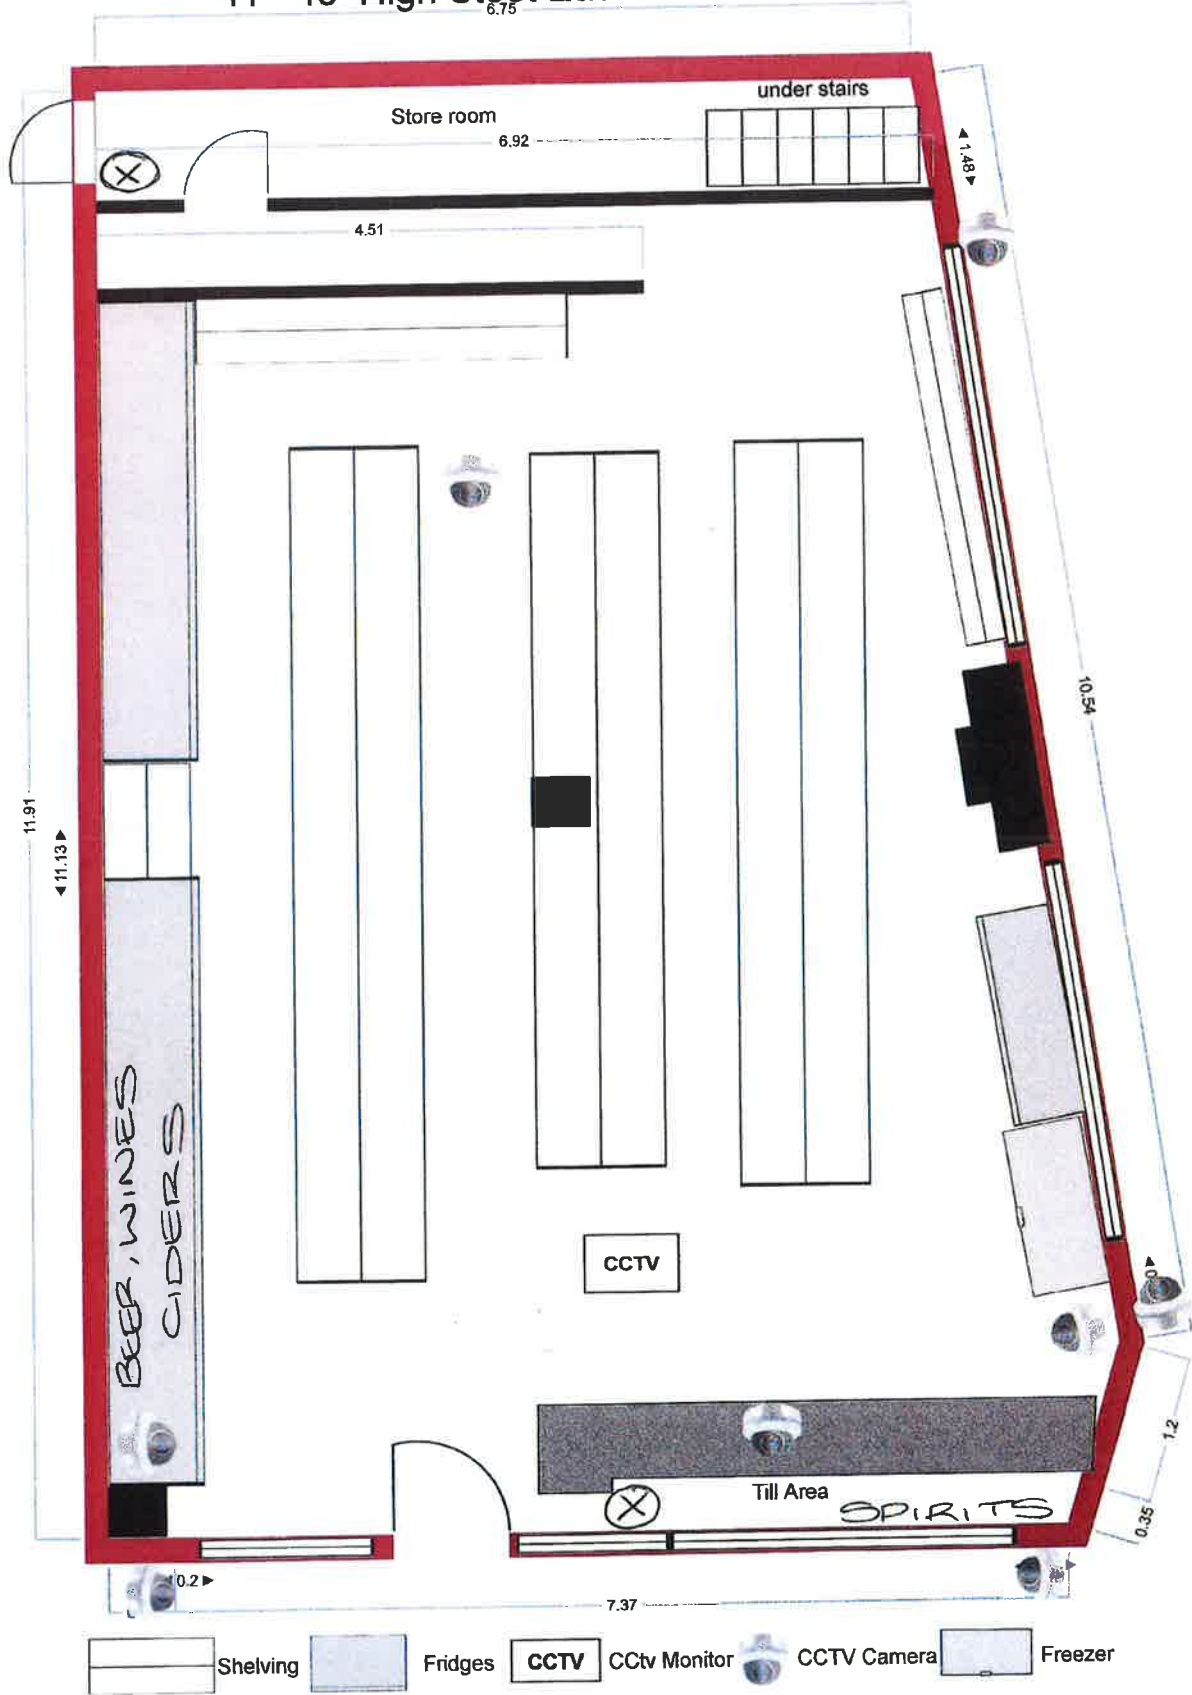 6.75
under stairs
Store room
6.92
◄ 1.48 ►
4.51
10.54
11.91
◄ 11.13 ►
BEER, WINES
CIDERS
CCTV
1.2
Till Area
SPIRITS
0.35
0.2 ►
7.37
Shelving
Fridges
CCTV
CCtv Monitor
CCTV Camera
Freezer